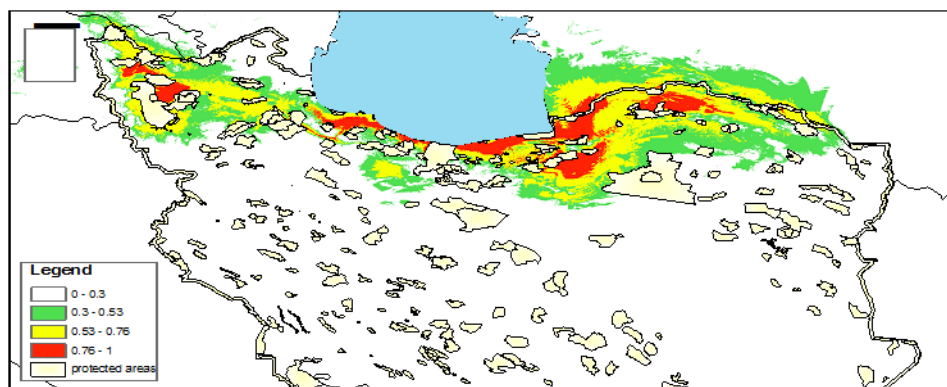 Legend
0 - 0.3
0.3 - 0.53
0.53 - 0.76
0.76 - 1
protected areas